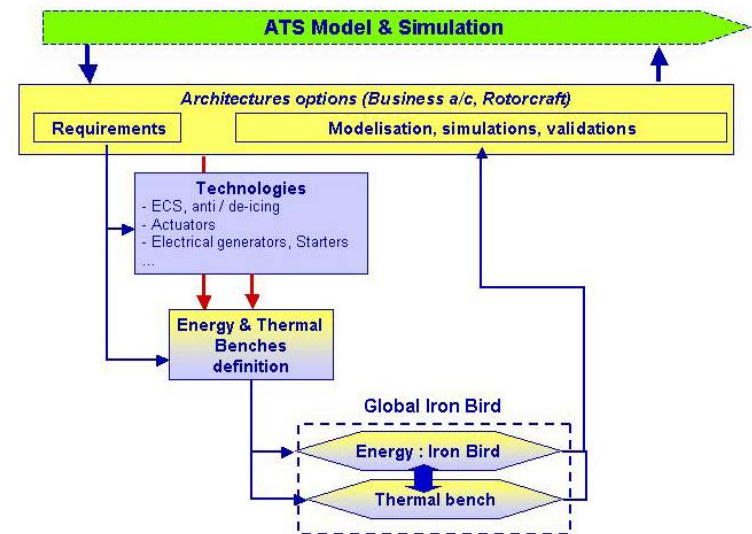 ATS Model & Simulation
Architectures options (Business a/c, Rotorcraft)
Requirements
Modelisation, simulations, validations
Technologies
- ECS, anti / de-icing
- Actuators
- Electrical generators, Starters
...
Energy & Thermal
Benches
definition
Global Iron Bird
Energy : Iron Bird
Thermal bench